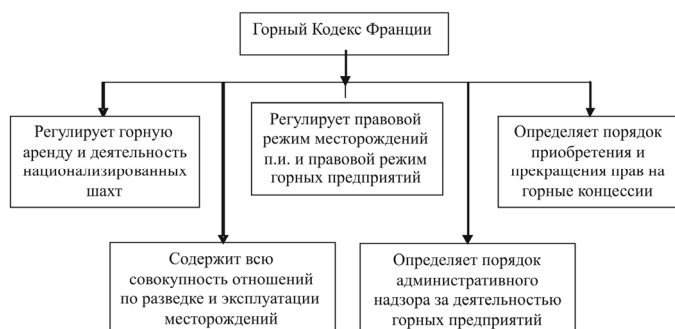 Горный Кодекс Франции
Регулирует горную
аренду и деятельность
национализированных
шахт
Регулирует правовой
режим месторождений
п.и. и правовой режим
горных предприятий
Определяет порядок
приобретения и
прекращения прав на
горные концессии
Содержит всю
совокупность отношений
по разведке и эксплуатации
месторождений
Определяет порядок
административного
надзора за деятельностью
горных предприятий